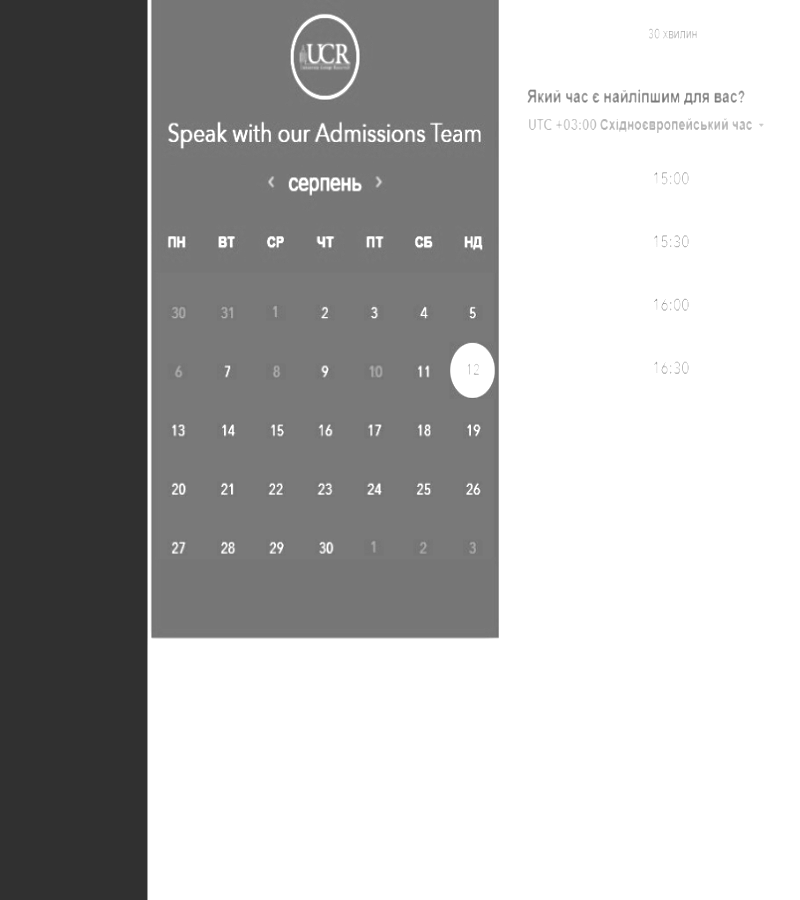 UCR
Speak with our Admissions Team
‹ серпень ›
ПН ВТ СР ЧТ ПТ СБ НД
30 31 1 2 3 4 5
6 7 8 9 10 11 12
13 14 15 16 17 18 19
20 21 22 23 24 25 26
27 28 29 30 1 2 3
30 хвилин
Який час є найліпшим для вас?
UTC +03:00 Східноєвропейський час
15:00
15:30
16:00
16:30